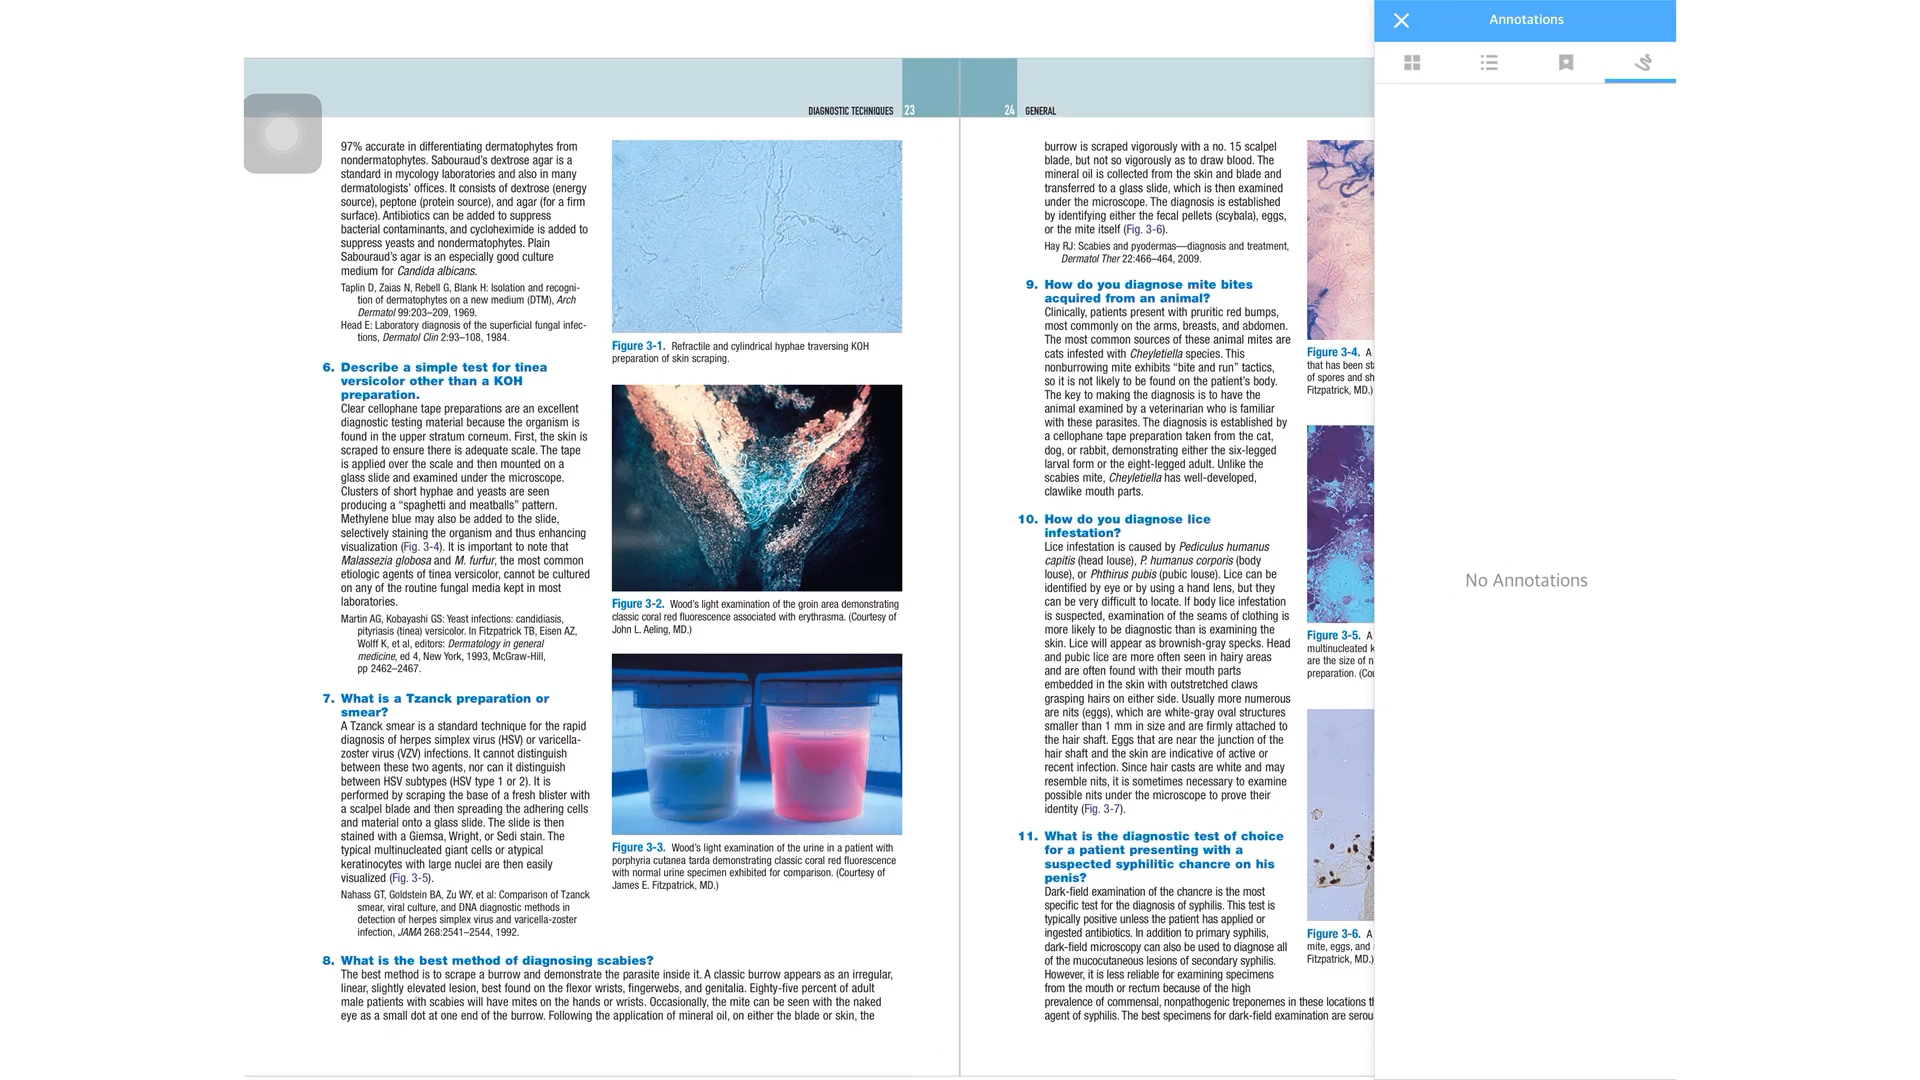 DIAGNOSTIC TECHNIQUES 23
97% accurate in differentiating dermatophytes from
nondermatophytes. Sabouraud’s dextrose agar is a
standard in mycology laboratories and also in many
dermatologists’ offices. It consists of dextrose (energy
source), peptone (protein source), and agar (for a firm
surface). Antibiotics can be added to suppress
bacterial contaminants, and cycloheximide is added to
suppress yeasts and nondermatophytes. Plain
Sabouraud’s agar is an especially good culture
medium for Candida albicans.
Taplin D, Zaias N, Rebell G, Blank H: Isolation and recogni-
tion of dermatophytes on a new medium (DTM), Arch
Dermatol 99:203–209, 1969.
Head E: Laboratory diagnosis of the superficial fungal infec-
tions, Dermatol Clin 2:93–108, 1984.
6. Describe a simple test for tinea
versicolor other than a KOH
preparation.
Clear cellophane tape preparations are an excellent
diagnostic testing material because the organism is
found in the upper stratum corneum. First, the skin is
scraped to ensure there is adequate scale. The tape
is applied over the scale and then mounted on a
glass slide and examined under the microscope.
Clusters of short hyphae and yeasts are seen
producing a “spaghetti and meatballs” pattern.
Methylene blue may also be added to the slide,
selectively staining the organism and thus enhancing
visualization (Fig. 3-4). It is important to note that
Malassezia globosa and M. furfur, the most common
etiologic agents of tinea versicolor, cannot be cultured
on any of the routine fungal media kept in most
laboratories.
Martin AG, Kobayashi GS: Yeast infections: candidiasis,
pityriasis (tinea) versicolor. In Fitzpatrick TB, Eisen AZ,
Wolff K, et al, editors: Dermatology in general
medicine, ed 4, New York, 1993, McGraw-Hill,
pp 2462–2467.
7. What is a Tzanck preparation or
smear?
A Tzanck smear is a standard technique for the rapid
diagnosis of herpes simplex virus (HSV) or varicella-
zoster virus (VZV) infections. It cannot distinguish
between these two agents, nor can it distinguish
between HSV subtypes (HSV type 1 or 2). It is
performed by scraping the base of a fresh blister with
a scalpel blade and then spreading the adhering cells
and material onto a glass slide. The slide is then
stained with a Giemsa, Wright, or Sedi stain. The
typical multinucleated giant cells or atypical
keratinocytes with large nuclei are then easily
visualized (Fig. 3-5).
Nahass GT, Goldstein BA, Zu WY, et al: Comparison of Tzanck
smear, viral culture, and DNA diagnostic methods in
detection of herpes simplex virus and varicella-zoster
infection, JAMA 268:2541–2544, 1992.
Figure 3-1. Refractile and cylindrical hyphae traversing KOH
preparation of skin scraping.
Figure 3-2. Wood’s light examination of the groin area demonstrating
classic coral red fluorescence associated with erythrasma. (Courtesy of
John L. Aeling, MD.)
Figure 3-3. Wood’s light examination of the urine in a patient with
porphyria cutanea tarda demonstrating classic coral red fluorescence
with normal urine specimen exhibited for comparison. (Courtesy of
James E. Fitzpatrick, MD.)
8. What is the best method of diagnosing scabies?
The best method is to scrape a burrow and demonstrate the parasite inside it. A classic burrow appears as an irregular,
linear, slightly elevated lesion, best found on the flexor wrists, fingerwebs, and genitalia. Eighty-five percent of adult
male patients with scabies will have mites on the hands or wrists. Occasionally, the mite can be seen with the naked
eye as a small dot at one end of the burrow. Following the application of mineral oil, on either the blade or skin, the
24 GENERAL
burrow is scraped vigorously with a no. 15 scalpel
blade, but not so vigorously as to draw blood. The
mineral oil is collected from the skin and blade and
transferred to a glass slide, which is then examined
under the microscope. The diagnosis is established
by identifying either the fecal pellets (scybala), eggs,
or the mite itself (Fig. 3-6).
Hay RJ: Scabies and pyodermas—diagnosis and treatment,
Dermatol Ther 22:466–464, 2009.
9. How do you diagnose mite bites
acquired from an animal?
Clinically, patients present with pruritic red bumps,
most commonly on the arms, breasts, and abdomen.
The most common sources of these animal mites are
cats infested with Cheyletiella species. This
nonburrowing mite exhibits “bite and run” tactics,
so it is not likely to be found on the patient’s body.
The key to making the diagnosis is to have the
animal examined by a veterinarian who is familiar
with these parasites. The diagnosis is established by
a cellophane tape preparation taken from the cat,
dog, or rabbit, demonstrating either the six-legged
larval form or the eight-legged adult. Unlike the
scabies mite, Cheyletiella has well-developed,
clawlike mouth parts.
10. How do you diagnose lice
infestation?
Lice infestation is caused by Pediculus humanus
capitis (head louse), P. humanus corporis (body
louse), or Phthirus pubis (pubic louse). Lice can be
identified by eye or by using a hand lens, but they
can be very difficult to locate. If body lice infestation
is suspected, examination of the seams of clothing is
more likely to be diagnostic than is examining the
skin. Lice will appear as brownish-gray specks. Head
and pubic lice are more often seen in hairy areas
and are often found with their mouth parts
embedded in the skin with outstretched claws
grasping hairs on either side. Usually more numerous
are nits (eggs), which are white-gray oval structures
smaller than 1 mm in size and are firmly attached to
the hair shaft. Eggs that are near the junction of the
hair shaft and the skin are indicative of active or
recent infection. Since hair casts are white and may
resemble nits, it is sometimes necessary to examine
possible nits under the microscope to prove their
identity (Fig. 3-7).
11. What is the diagnostic test of choice
for a patient presenting with a
suspected syphilitic chancre on his
penis?
Dark-field examination of the chancre is the most
specific test for the diagnosis of syphilis. This test is
typically positive unless the patient has applied or
ingested antibiotics. In addition to primary syphilis,
dark-field microscopy can also be used to diagnose all
of the mucocutaneous lesions of secondary syphilis.
However, it is less reliable for examining specimens
from the mouth or rectum because of the high
prevalence of commensal, nonpathogenic treponemes in these locations
agent of syphilis. The best specimens for dark-field examination are
Figure 3-4. A
that has been
of spores and
Fitzpatrick, MD.)
Figure 3-5. A
multinucleated
are the size of
preparation.
Figure 3-6. A
mite, eggs, and
Fitzpatrick, MD.)
Annotations
No Annotations